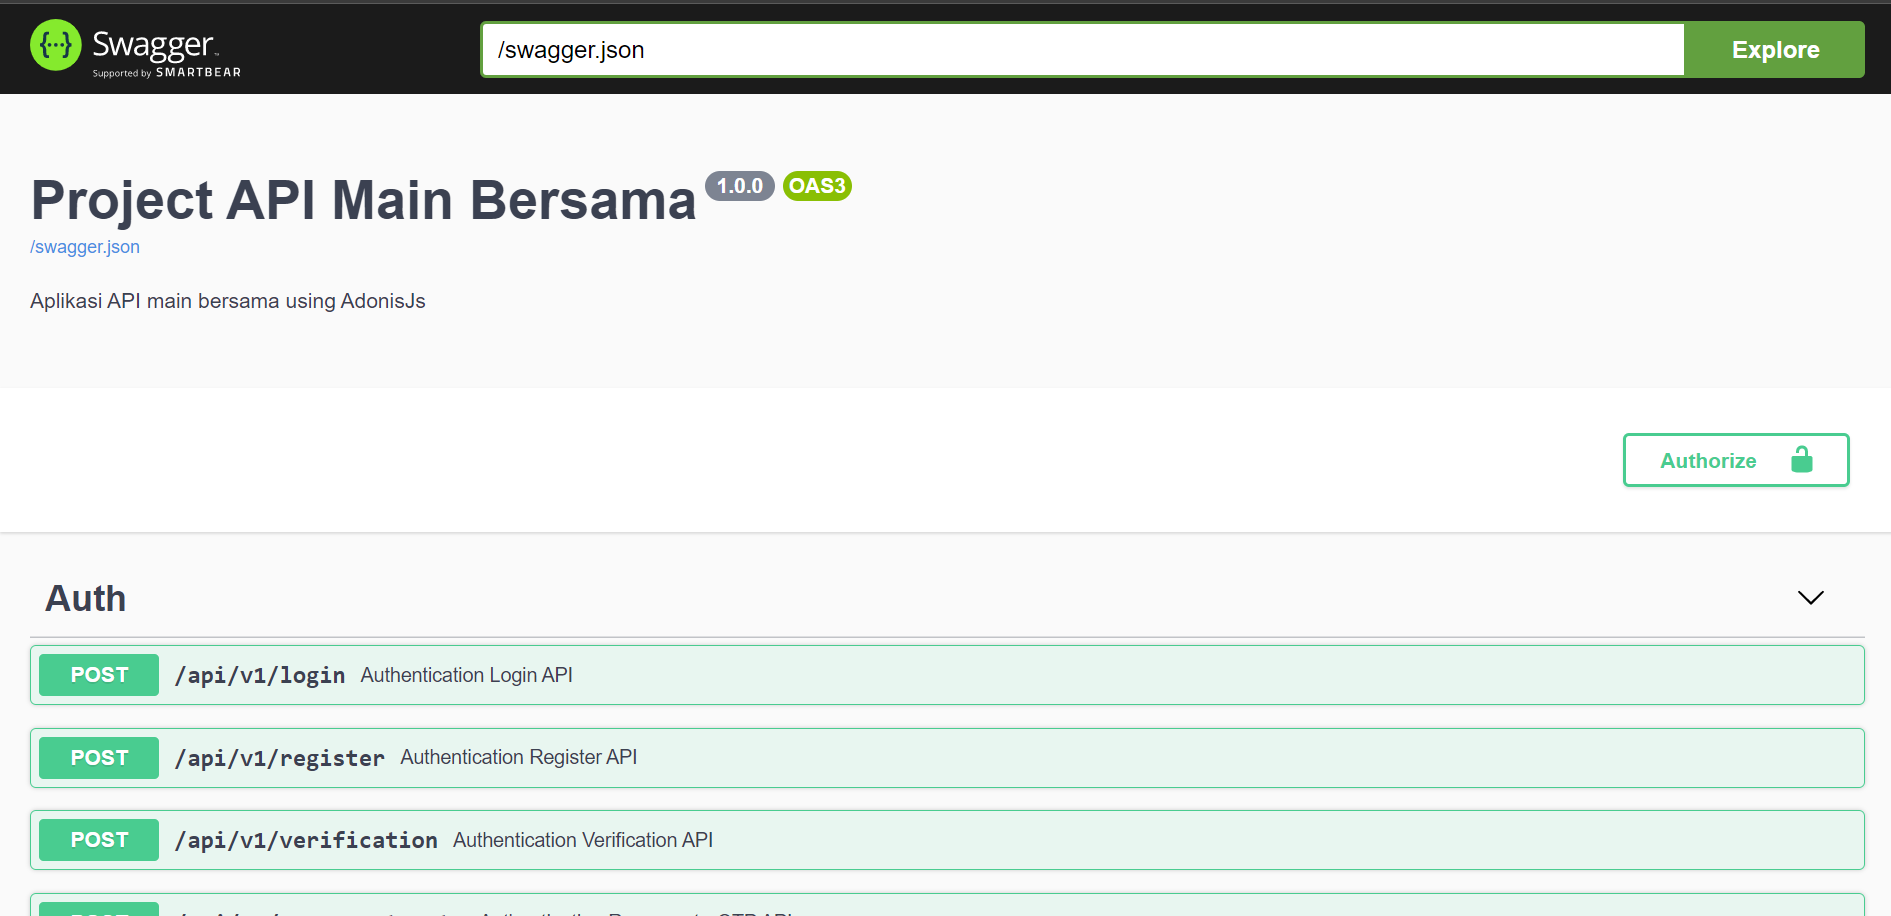 Swagger
Supported by SMARTBEAR
/swagger.json
Explore
Project API Main Bersama 1.0.0 OAS3
/swagger.json
Aplikasi API main bersama using AdonisJs
Authorize
Auth
POST /api/v1/login Authentication Login API
POST /api/v1/register Authentication Register API
POST /api/v1/verification Authentication Verification API